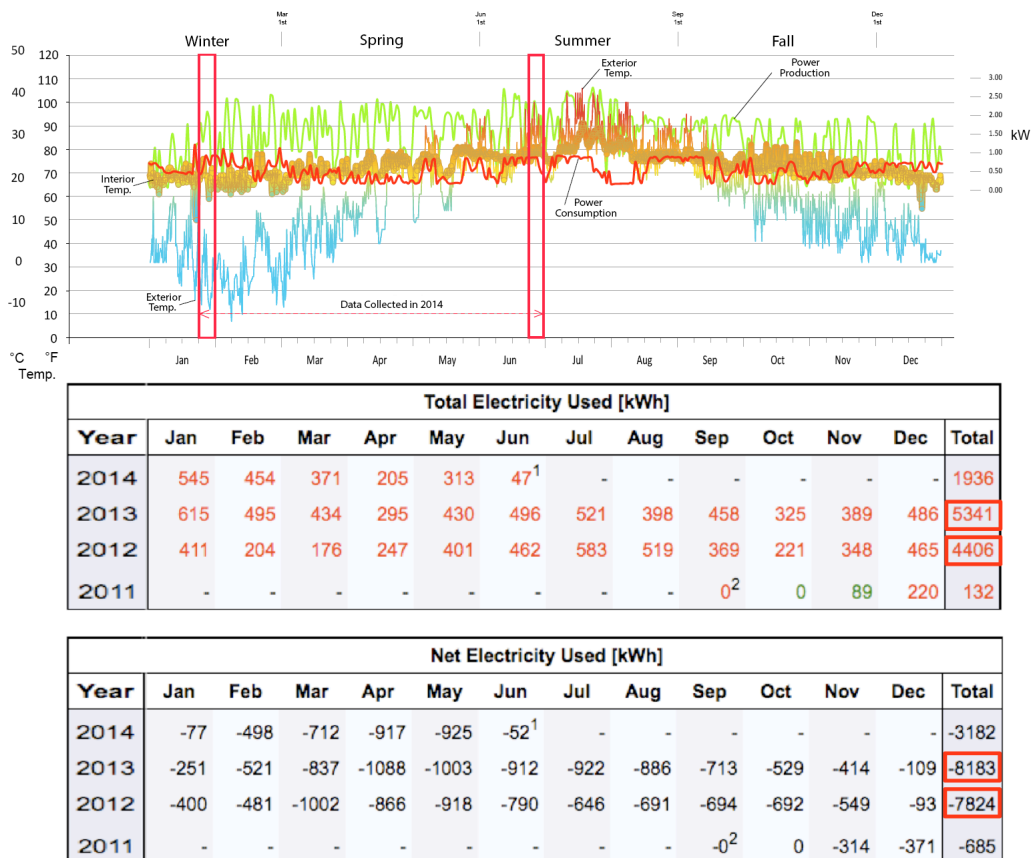 Mar 1st Jun 1st Sep 1st Dec 1st
Winter Spring Summer Fall
50 120
110
40 100
30 90
80
20 70
60
10 50
40
0 30
20
-10 10
0
°C °F
Temp.
3.00
2.50
2.00
1.50
1.00
0.50
0.00
kW
Exterior Temp.
Power Production
Interior Temp.
Power Consumption
Exterior Temp.
Data Collected in 2014
Jan Feb Mar Apr May Jun Jul Aug Sep Oct Nov Dec
Total Electricity Used [kWh]
Year Jan Feb Mar Apr May Jun Jul Aug Sep Oct Nov Dec Total
2014 545 454 371 205 313 47¹ - - - - - - 1936
2013 615 495 434 295 430 496 521 398 458 325 389 486 5341
2012 411 204 176 247 401 462 583 519 369 221 348 465 4406
2011 - - - - - - - - 0² 0 89 220 132
Net Electricity Used [kWh]
Year Jan Feb Mar Apr May Jun Jul Aug Sep Oct Nov Dec Total
2014 -77 -498 -712 -917 -925 -52¹ - - - - - - -3182
2013 -251 -521 -837 -1088 -1003 -912 -922 -886 -713 -529 -414 -109 -8183
2012 -400 -481 -1002 -866 -918 -790 -646 -691 -694 -692 -549 -93 -7824
2011 - - - - - - - - -0² 0 -314 -371 -685